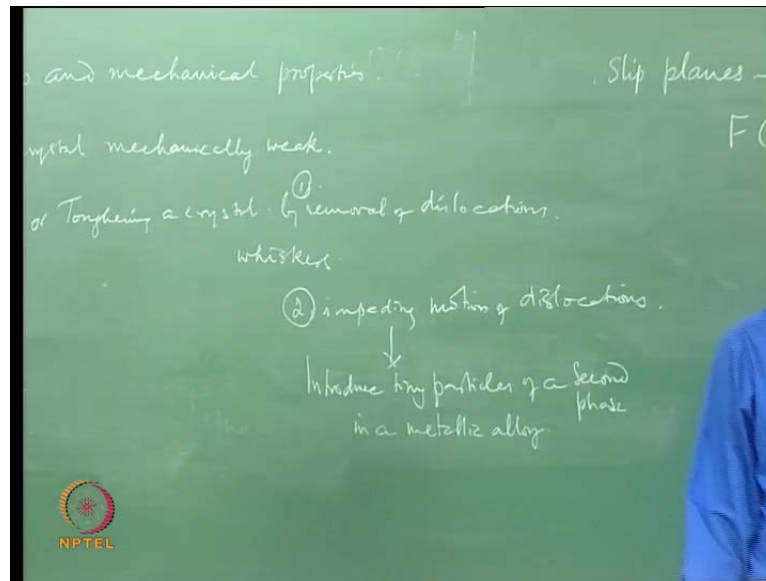 and mechanical properties.
Slip planes –
mechanically weak.
or Toughening a crystal. by ① removal of dislocations.
whiskers
② impeding motion of dislocations.
Introduce tiny particles of a second
phase
in a metallic alloy.
NPTEL